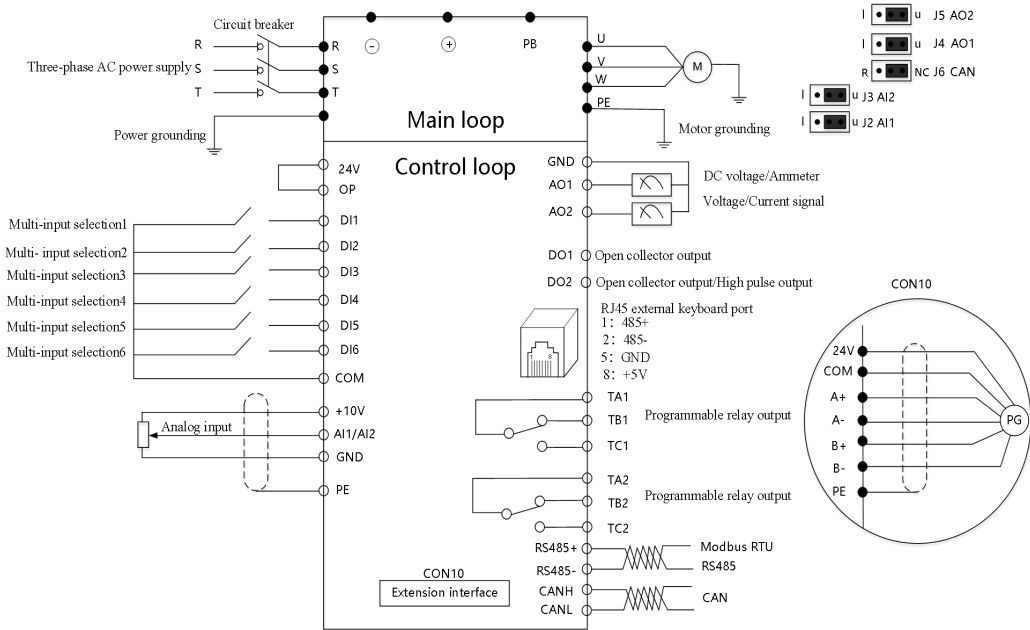 Circuit breaker
R
R
Three-phase AC power supply S
S
T
T
Power grounding
-
+
PB
Main loop
U
V
W
PE
M
Motor grounding
I u J5 AO2
I u J4 AO1
R NC J6 CAN
I u J3 AI2
I u J2 AI1
Control loop
24V
OP
Multi-input selection1
DI1
Multi- input selection2
DI2
Multi-input selection3
DI3
Multi-input selection4
DI4
Multi-input selection5
DI5
Multi-input selection6
DI6
COM
+10V
Analog input
AI1/AI2
GND
PE
GND
AO1
AO2
DC voltage/Ammeter
Voltage/Current signal
DO1 Open collector output
DO2 Open collector output/High pulse output
RJ45 external keyboard port
1: 485+
2: 485-
5: GND
8: +5V
1 8
TA1
TB1
TC1
Programmable relay output
TA2
TB2
TC2
Programmable relay output
RS485+
RS485-
Modbus RTU
RS485
CANH
CANL
CAN
CON10
Extension interface
CON10
24V
COM
A+
A-
B+
B-
PE
PG